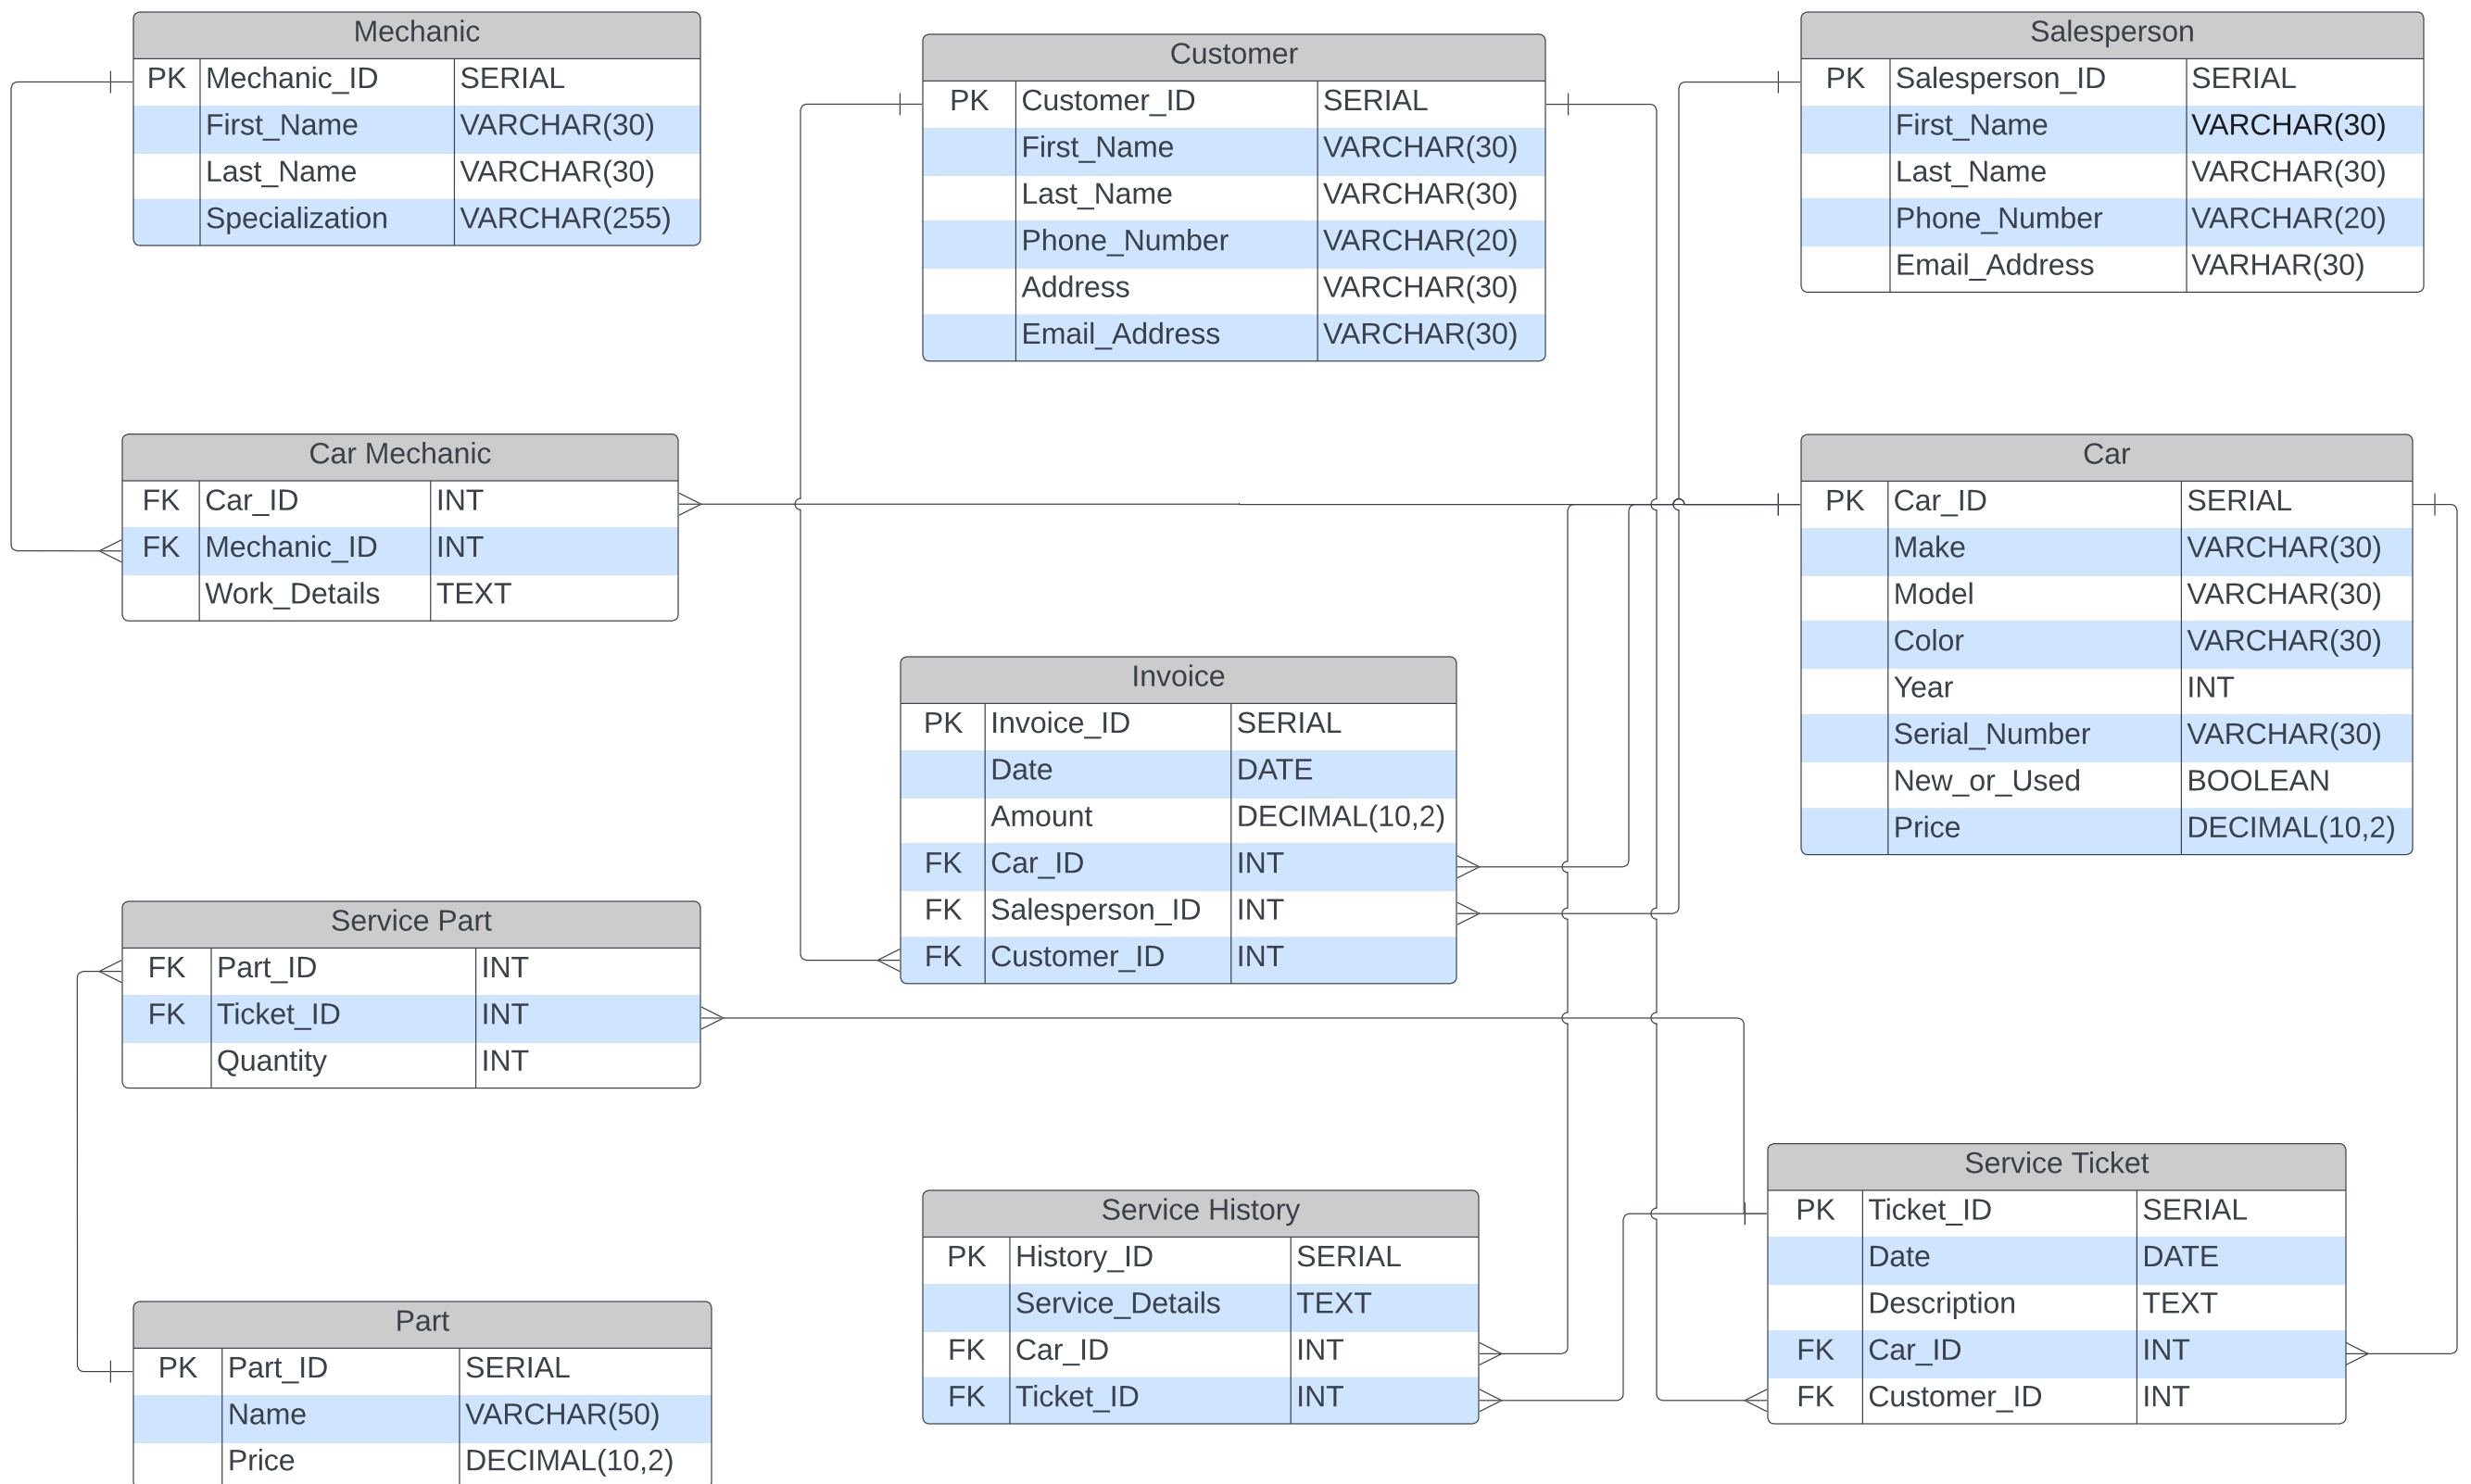 Mechanic
PK Mechanic_ID SERIAL
First_Name VARCHAR(30)
Last_Name VARCHAR(30)
Specialization VARCHAR(255)
Customer
PK Customer_ID SERIAL
First_Name VARCHAR(30)
Last_Name VARCHAR(30)
Phone_Number VARCHAR(20)
Address VARCHAR(30)
Email_Address VARCHAR(30)
Salesperson
PK Salesperson_ID SERIAL
First_Name VARCHAR(30)
Last_Name VARCHAR(30)
Phone_Number VARCHAR(20)
Email_Address VARHAR(30)
Car Mechanic
FK Car_ID INT
FK Mechanic_ID INT
Work_Details TEXT
Car
PK Car_ID SERIAL
Make VARCHAR(30)
Model VARCHAR(30)
Color VARCHAR(30)
Year INT
Serial_Number VARCHAR(30)
New_or_Used BOOLEAN
Price DECIMAL(10,2)
Invoice
PK Invoice_ID SERIAL
Date DATE
Amount DECIMAL(10,2)
FK Car_ID INT
FK Salesperson_ID INT
FK Customer_ID INT
Service Part
FK Part_ID INT
FK Ticket_ID INT
Quantity INT
Service Ticket
PK Ticket_ID SERIAL
Date DATE
Description TEXT
FK Car_ID INT
FK Customer_ID INT
Service History
PK History_ID SERIAL
Service_Details TEXT
FK Car_ID INT
FK Ticket_ID INT
Part
PK Part_ID SERIAL
Name VARCHAR(50)
Price DECIMAL(10,2)